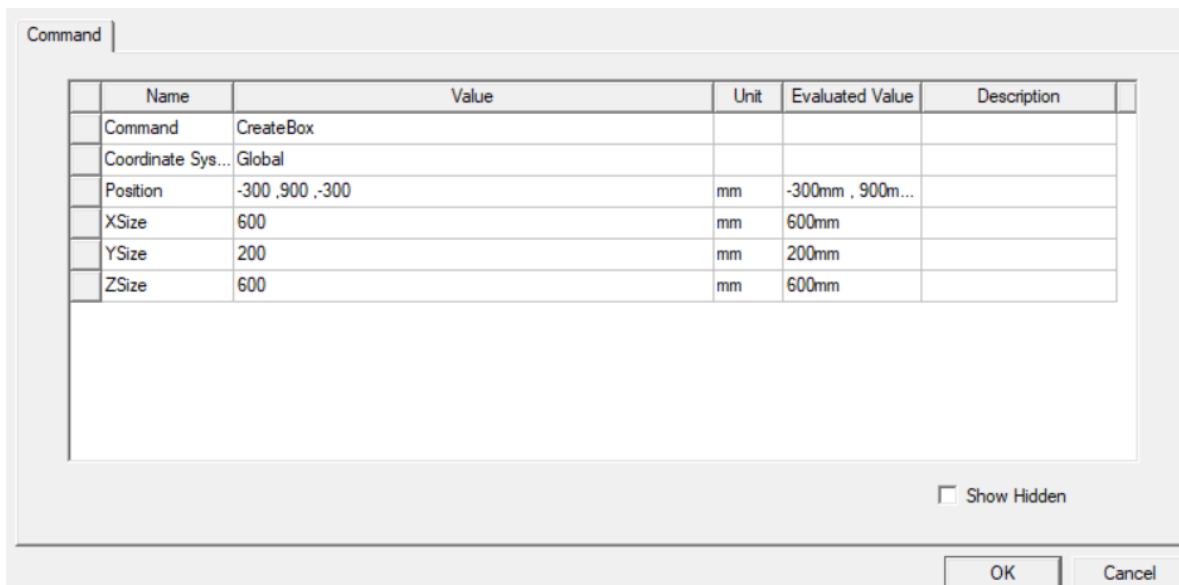 Command
Name Value Unit Evaluated Value Description
Command CreateBox
Coordinate Sys... Global
Position -300 ,900 ,-300 mm -300mm , 900m...
XSize 600 mm 600mm
YSize 200 mm 200mm
ZSize 600 mm 600mm
Show Hidden
OK Cancel